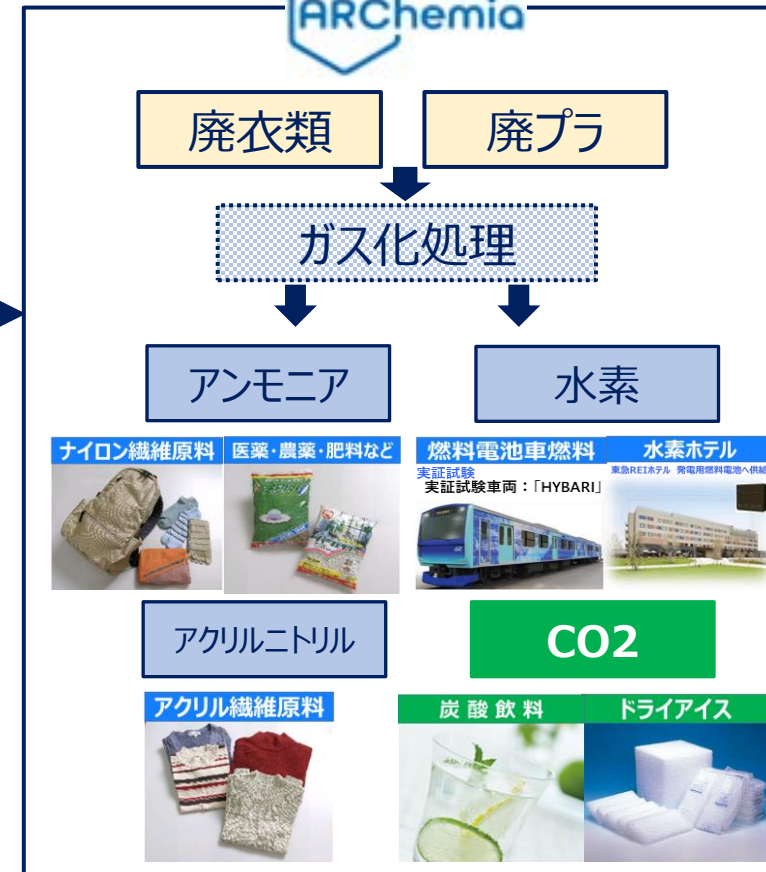 ARChemia
廃衣類
廃プラ
ガス化処理
アンモニア
水素
ナイロン繊維原料
医薬・農薬・肥料など
燃料電池車燃料
実証試験
実証試験車両：「HYBARI」
水素ホテル
東急REIホテル 発電用燃料電池へ供給
アクリルニトリル
CO2
アクリル繊維原料
炭酸飲料
ドライアイス